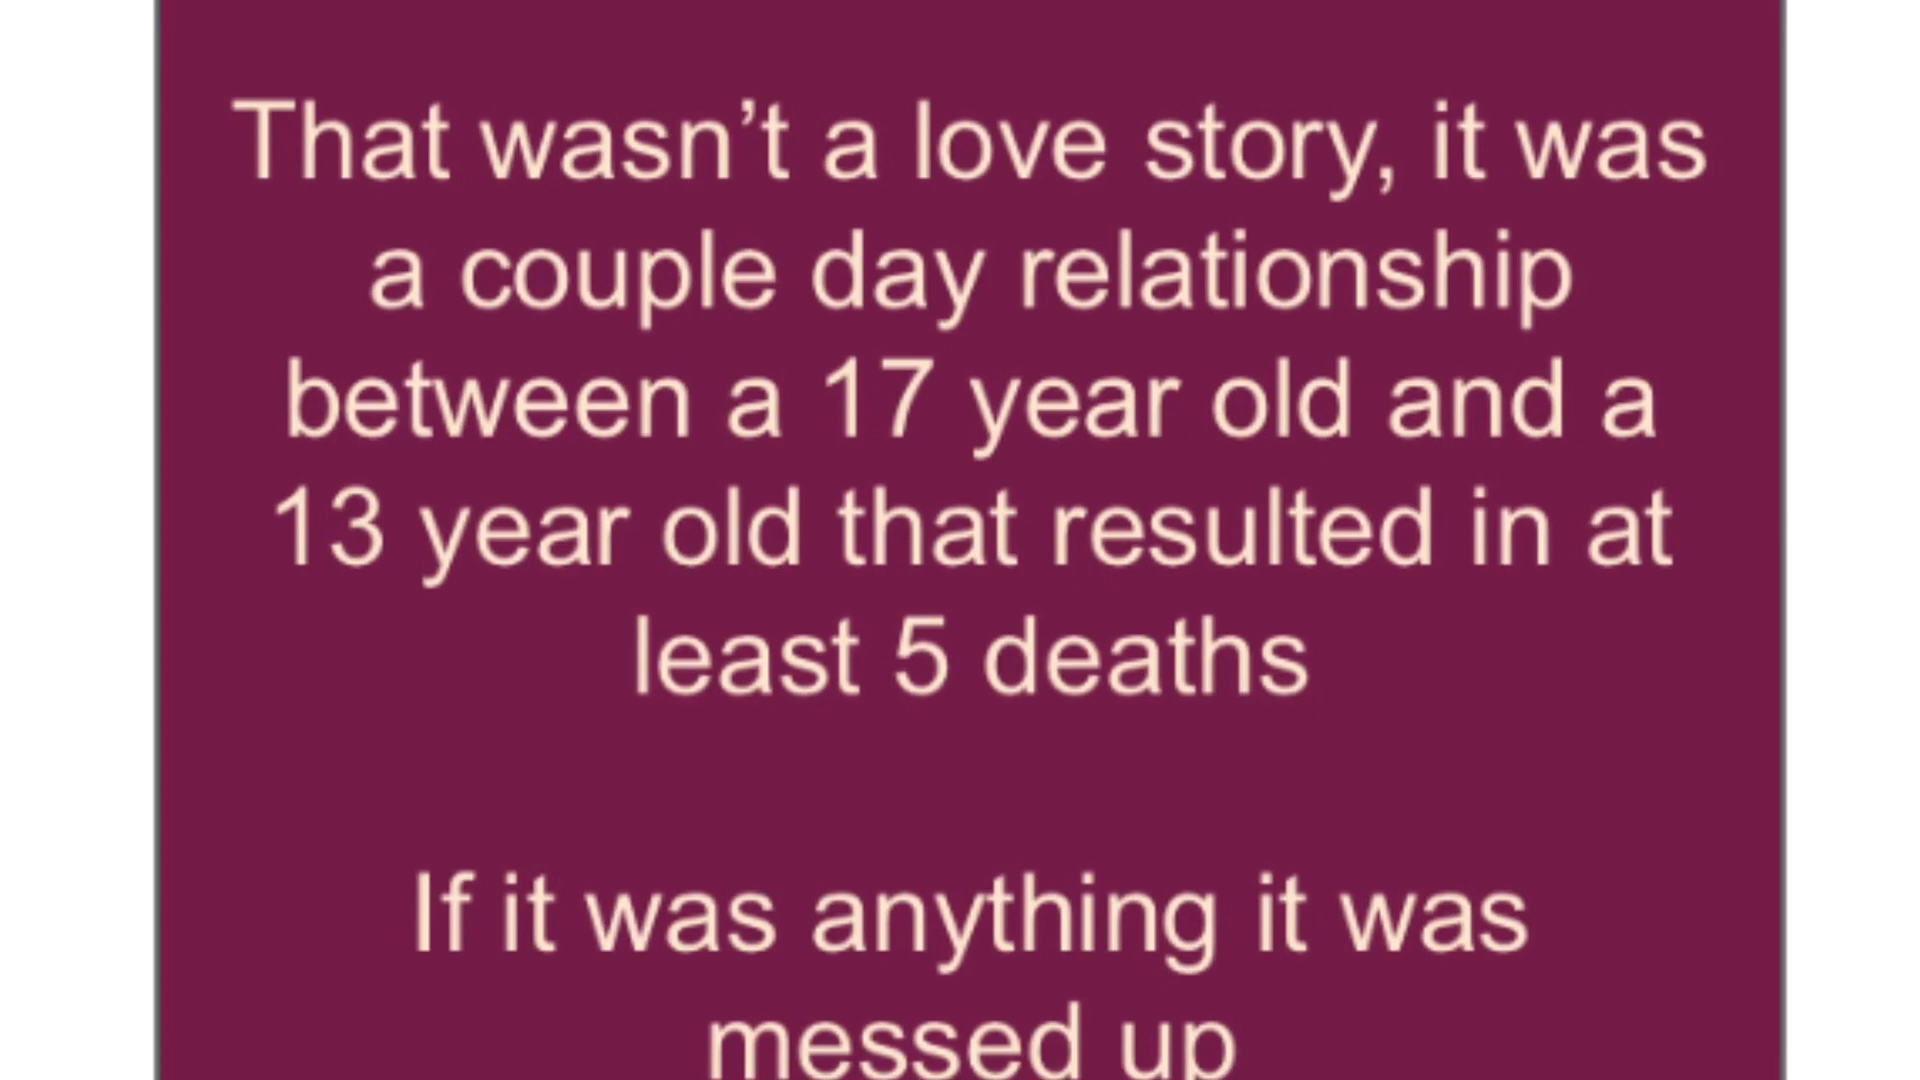 That wasn’t a love story, it was
a couple day relationship
between a 17 year old and a
13 year old that resulted in at
least 5 deaths
If it was anything it was
messed up